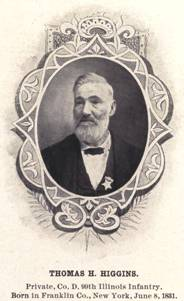 THOMAS H. HIGGINS.
Private, Co. D. 99th Illinois Infantry.
Born in Franklin Co., New York, June 8, 1831.